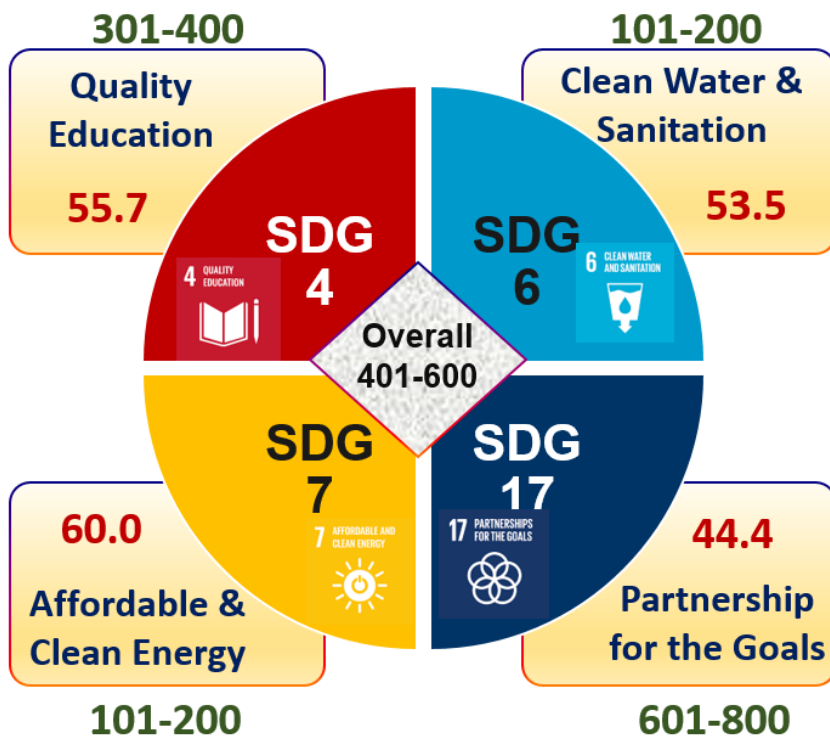 301-400
Quality
Education
55.7
SDG
4
4 QUALITY
EDUCATION
101-200
Clean Water &
Sanitation
53.5
SDG
6
6 CLEAN WATER
AND SANITATION
Overall
401-600
SDG
7
7 AFFORDABLE AND
CLEAN ENERGY
60.0
Affordable &
Clean Energy
101-200
SDG
17
17 PARTNERSHIPS
FOR THE GOALS
44.4
Partnership
for the Goals
601-800